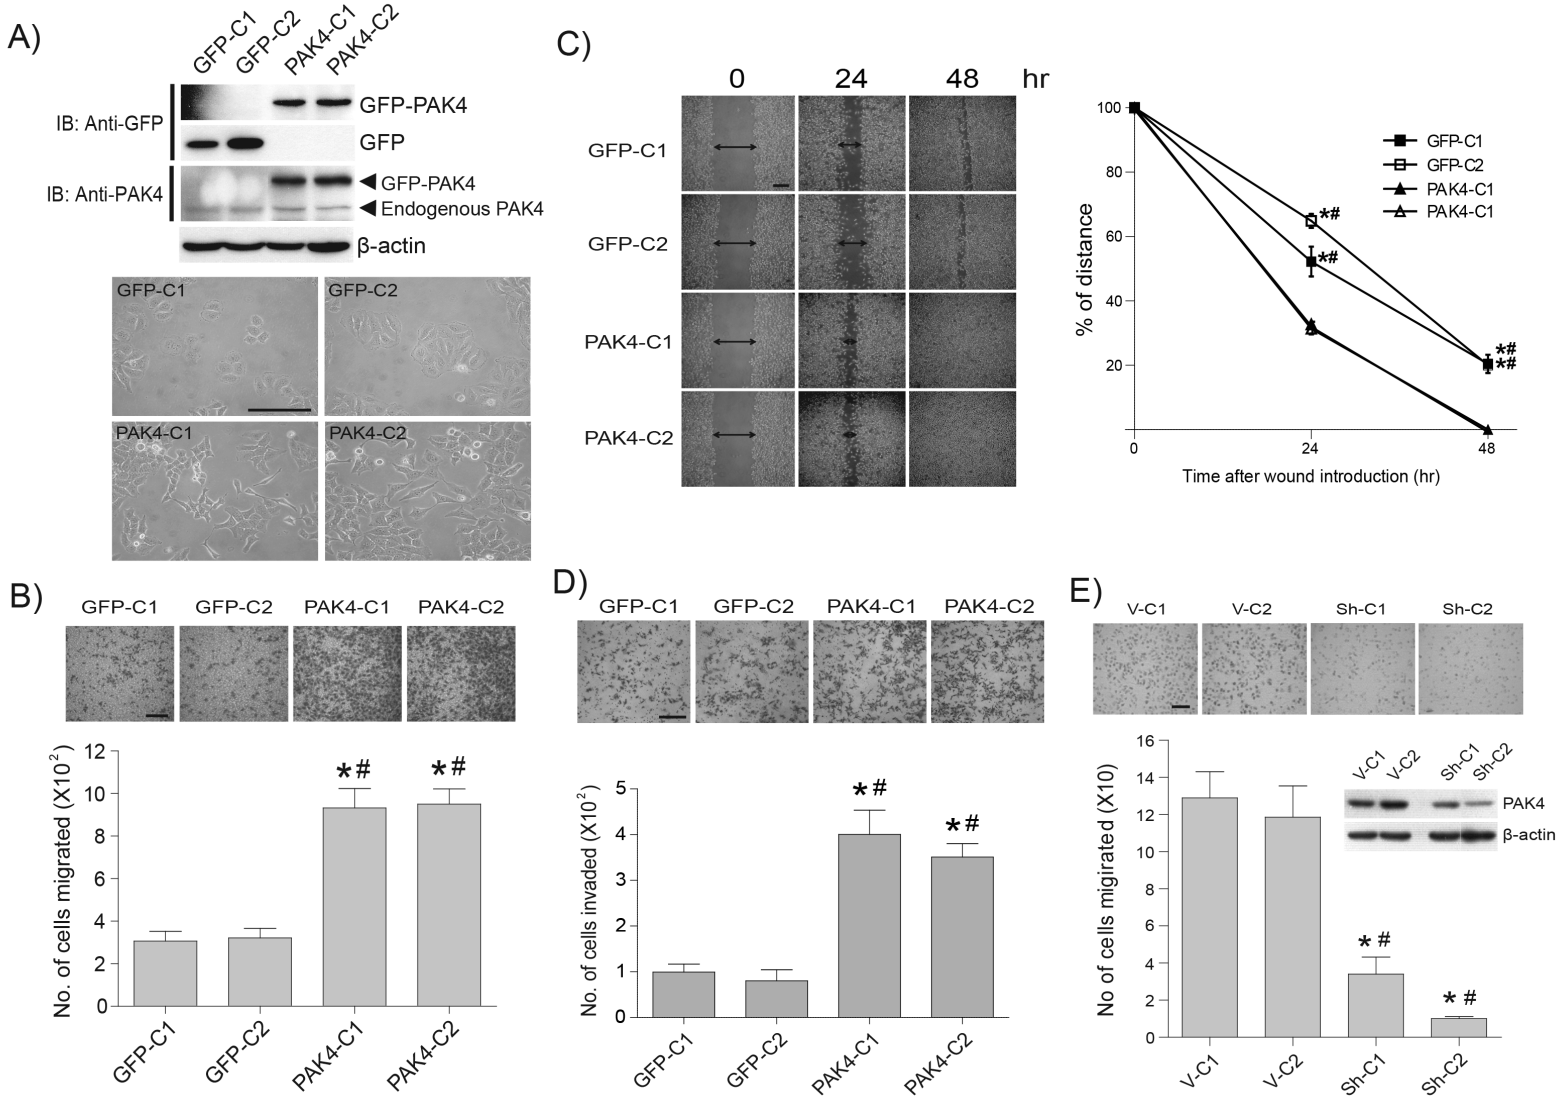 A)
GFP-C1 GFP-C2 PAK4-C1 PAK4-C2
IB: Anti-GFP
GFP-PAK4
GFP
IB: Anti-PAK4
GFP-PAK4
Endogenous PAK4
β-actin
GFP-C1 GFP-C2
PAK4-C1 PAK4-C2
C)
0 24 48 hr
GFP-C1
GFP-C2
PAK4-C1
PAK4-C2
% of distance
100
80
60
40
20
0 24 48
Time after wound introduction (hr)
GFP-C1
GFP-C2
PAK4-C1
PAK4-C1
*#
*#
*#
*#
B)
GFP-C1 GFP-C2 PAK4-C1 PAK4-C2
No. of cells migrated (X10²)
12
10
8
6
4
2
0
*# *#
GFP-C1 GFP-C2 PAK4-C1 PAK4-C2
D)
GFP-C1 GFP-C2 PAK4-C1 PAK4-C2
No. of cells invaded (X10²)
5
4
3
2
1
0
*# *#
GFP-C1 GFP-C2 PAK4-C1 PAK4-C2
E)
V-C1 V-C2 Sh-C1 Sh-C2
No of cells migirated (X10)
16
14
12
10
8
6
4
2
0
V-C1 V-C2 Sh-C1 Sh-C2
PAK4
β-actin
* # * #
V-C1 V-C2 Sh-C1 Sh-C2